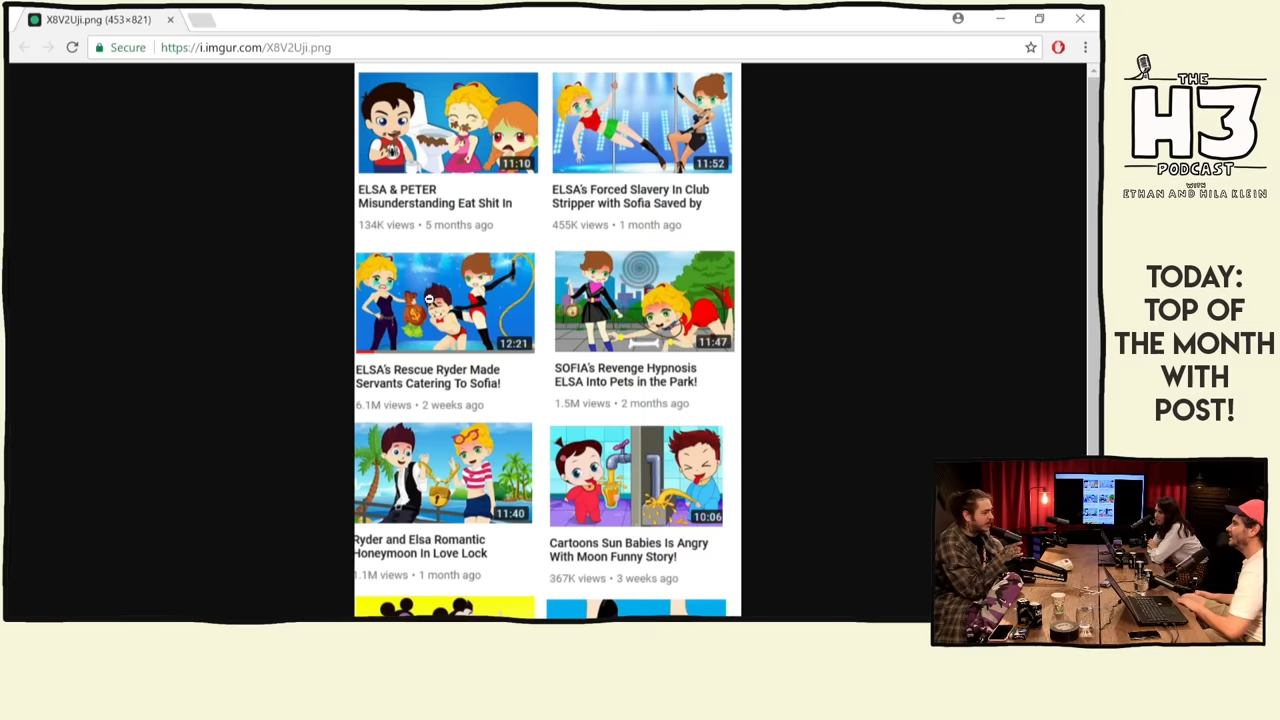 X8V2Uji.png (453×821)
Secure
https://i.imgur.com/X8V2Uji.png
11:10
11:52
ELSA & PETER
Misunderstanding Eat Shit In
134K views • 5 months ago
ELSA's Forced Slavery In Club
Stripper with Sofia Saved by
455K views • 1 month ago
12:21
11:47
ELSA's Rescue Ryder Made
Servants Catering To Sofia!
6.1M views • 2 weeks ago
SOFIA's Revenge Hypnosis
ELSA Into Pets in the Park!
1.5M views • 2 months ago
11:40
10:06
Ryder and Elsa Romantic
Honeymoon In Love Lock
1.1M views • 1 month ago
Cartoons Sun Babies Is Angry
With Moon Funny Story!
367K views • 3 weeks ago
THE
H3
PODCAST
WITH
ETHAN AND HILA KLEIN
TODAY:
TOP OF
THE MONTH
WITH
POST!